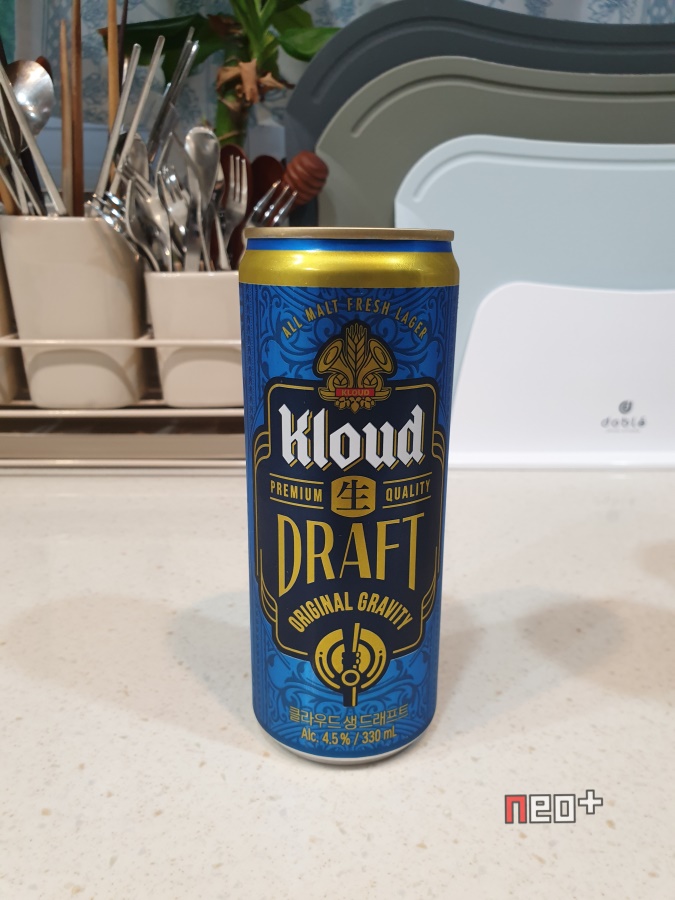 ALL MALT FRESH LAGER
KLOUD
Kloud
PREMIUM 生 QUALITY
DRAFT
ORIGINAL GRAVITY
클라우드 생 드래프트
Alc. 4.5% / 330 mL
dablé
neo+